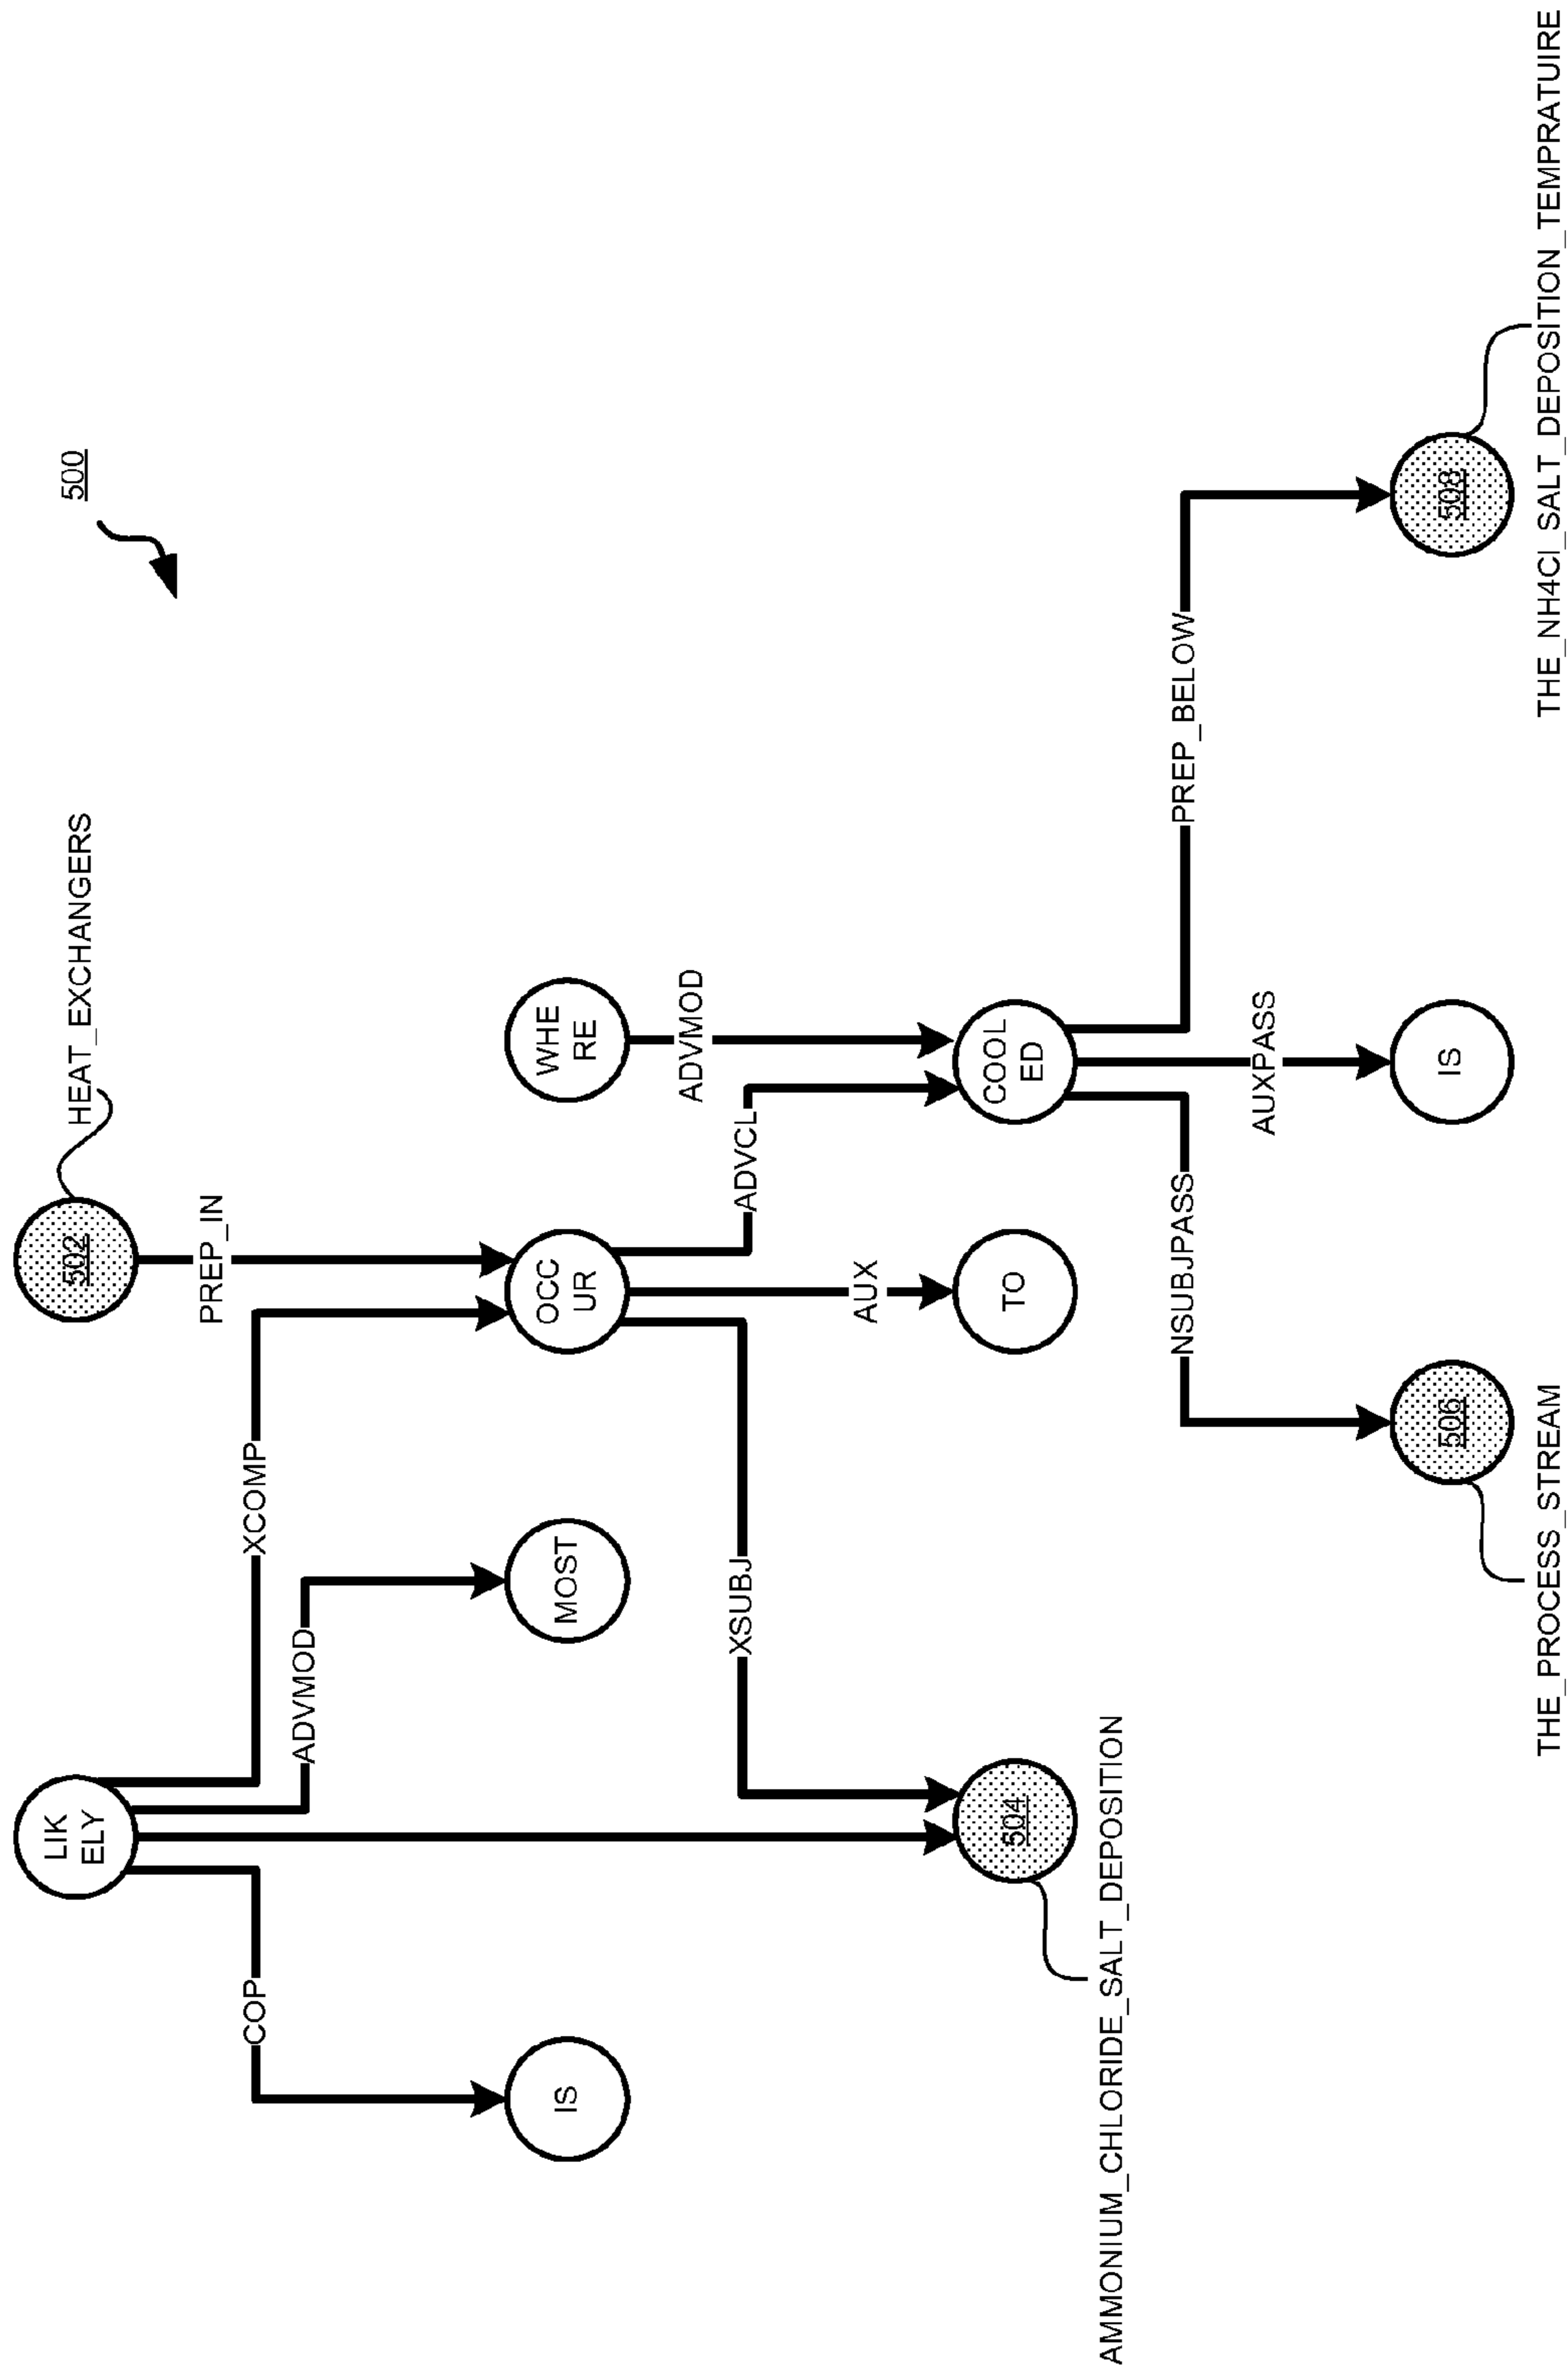 500
HEAT_EXCHANGERS
502
LIK
ELY
PREP_IN
XCOMP
COP
ADVMOD
IS
MOST
OCC
UR
WHE
RE
ADVMOD
ADVCL
XSUBJ
AUX
504
TO
COOL
ED
AMMONIUM_CHLORIDE_SALT_DEPOSITION
NSUBJPASS
PREP_BELOW
AUXPASS
506
IS
508
THE_PROCESS_STREAM
THE_NH4Cl_SALT_DEPOSITION_TEMPRATUIRE